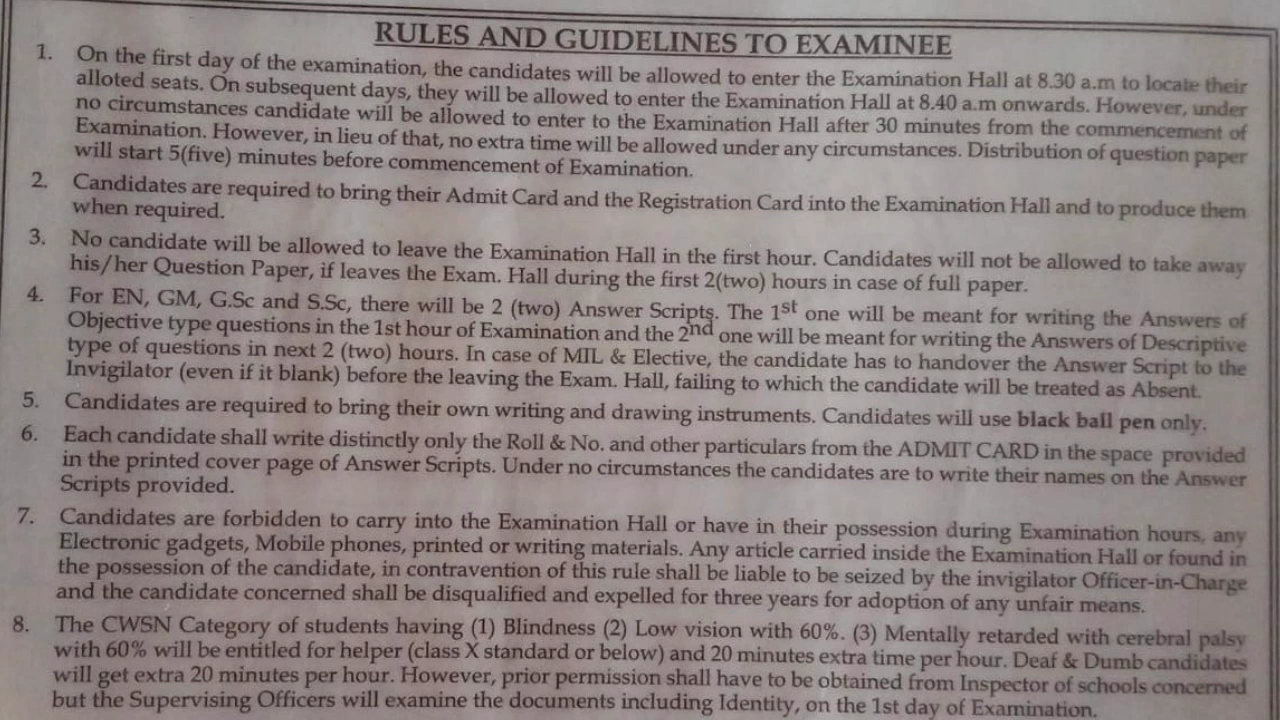 RULES AND GUIDELINES TO EXAMINEE
1. On the first day of the examination, the candidates will be allowed to enter the Examination Hall at 8.30 a.m to locate their
alloted seats. On subsequent days, they will be allowed to enter the Examination Hall at 8.40 a.m onwards. However, under
no circumstances candidate will be allowed to enter to the Examination Hall after 30 minutes from the commencement of
Examination. However, in lieu of that, no extra time will be allowed under any circumstances. Distribution of question paper
will start 5(five) minutes before commencement of Examination.
2. Candidates are required to bring their Admit Card and the Registration Card into the Examination Hall and to produce them
when required.
3. No candidate will be allowed to leave the Examination Hall in the first hour. Candidates will not be allowed to take away
his/her Question Paper, if leaves the Exam. Hall during the first 2(two) hours in case of full paper.
4. For EN, GM, G.Sc and S.Sc, there will be 2 (two) Answer Scripts. The 1st one will be meant for writing the Answers of
Objective type questions in the 1st hour of Examination and the 2nd one will be meant for writing the Answers of Descriptive
type of questions in next 2 (two) hours. In case of MIL & Elective, the candidate has to handover the Answer Script to the
Invigilator (even if it blank) before the leaving the Exam. Hall, failing to which the candidate will be treated as Absent.
5. Candidates are required to bring their own writing and drawing instruments. Candidates will use black ball pen only.
6. Each candidate shall write distinctly only the Roll & No. and other particulars from the ADMIT CARD in the space provided
in the printed cover page of Answer Scripts. Under no circumstances the candidates are to write their names on the Answer
Scripts provided.
7. Candidates are forbidden to carry into the Examination Hall or have in their possession during Examination hours, any
Electronic gadgets, Mobile phones, printed or writing materials. Any article carried inside the Examination Hall or found in
the possession of the candidate, in contravention of this rule shall be liable to be seized by the invigilator Officer-in-Charge
and the candidate concerned shall be disqualified and expelled for three years for adoption of any unfair means.
8. The CWSN Category of students having (1) Blindness (2) Low vision with 60%. (3) Mentally retarded with cerebral palsy
with 60% will be entitled for helper (class X standard or below) and 20 minutes extra time per hour. Deaf & Dumb candidates
will get extra 20 minutes per hour. However, prior permission shall have to be obtained from Inspector of schools concerned
but the Supervising Officers will examine the documents including Identity, on the 1st day of Examination.